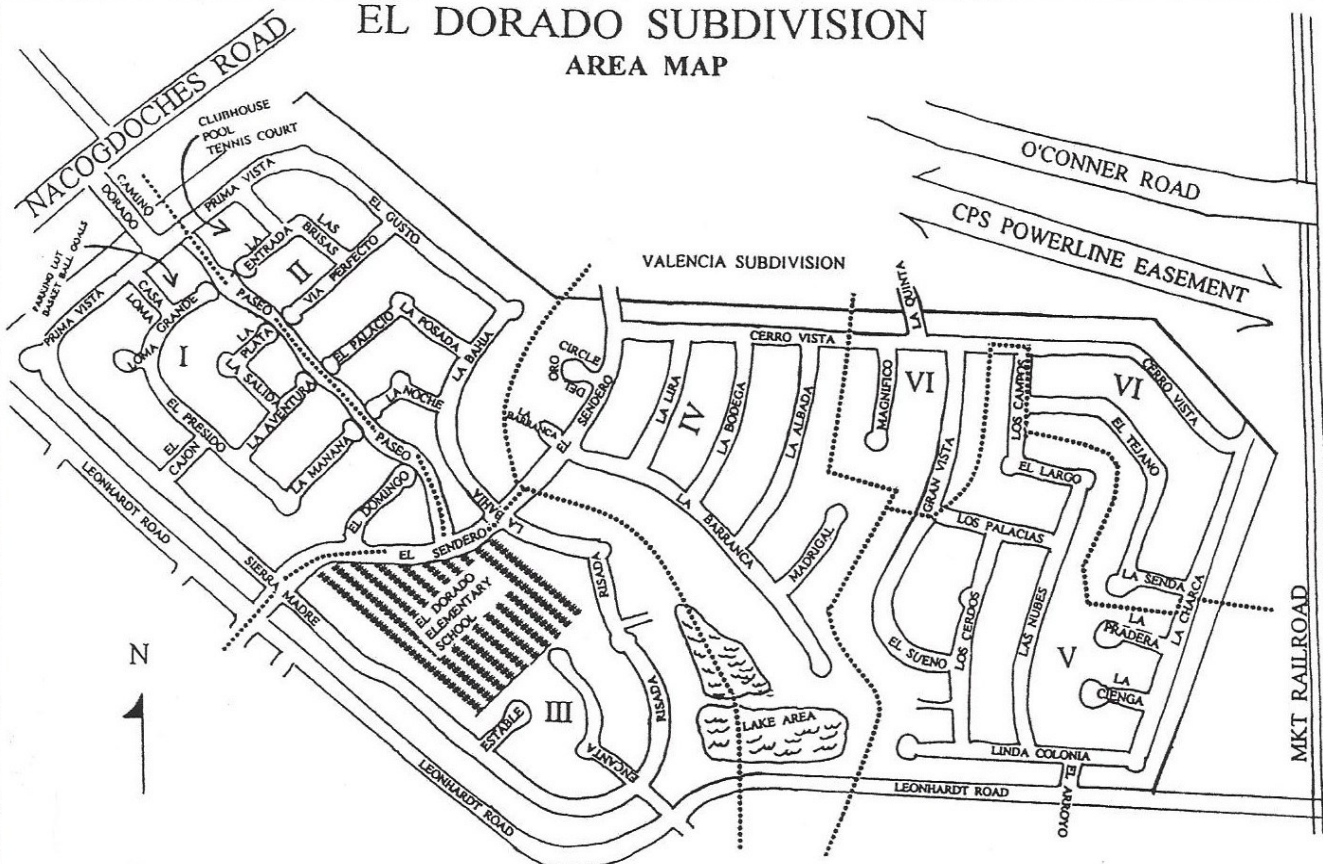 EL DORADO SUBDIVISION
AREA MAP
NACOGDOCHES ROAD
CLUBHOUSE
POOL
TENNIS COURT
O'CONNER ROAD
CPS POWERLINE EASEMENT
VALENCIA SUBDIVISION
CAMINO
DORADO
PRIMA VISTA
EL GUSTO
LA
ENTRADA
LAS
BRISAS
II
VIA PERFECTO
PARKING LOT
BASKET BALL GOALS
PRIMA VISTA
CASA
LOMA
LOMA GRANDE
PASEO
I
LA
PLATA
LA SALIDA
LA AVENTURA
EL PALACIO
LA POSADA
LA BAHIA
LA NOCHE
PASEO
EL PRESIDO
EL
CAJON
LA MANANA
EL DOMINGO
LEONHARDT ROAD
SIERRA
MADRE
EL SENDERO
LA
BAHIA
CIRCLE
DEL
ORO
LA
BARRANCA
EL SENDERO
LA LIRA
IV
LA BODEGA
LA ALBADA
CERRO VISTA
LA QUINTA
MAGNIFICO
VI
GRAN VISTA
LOS CAMPOS
VI
CERRO VISTA
EL TEJANO
EL LARGO
LOS PALACIAS
LA BARRANCA
MADRIGAL
EL DORADO
ELEMENTARY
SCHOOL
RISADA
RISADA
III
ESTABLE
ENCANTA
LAKE AREA
EL SUENO
LOS CERDOS
LAS NUBES
LA SENDA
LA CHARCA
LA
PRADERA
V
LA
CIENGA
LINDA COLONIA
EL ARROYO
LEONHARDT ROAD
LEONHARDT ROAD
MKT RAILROAD
N